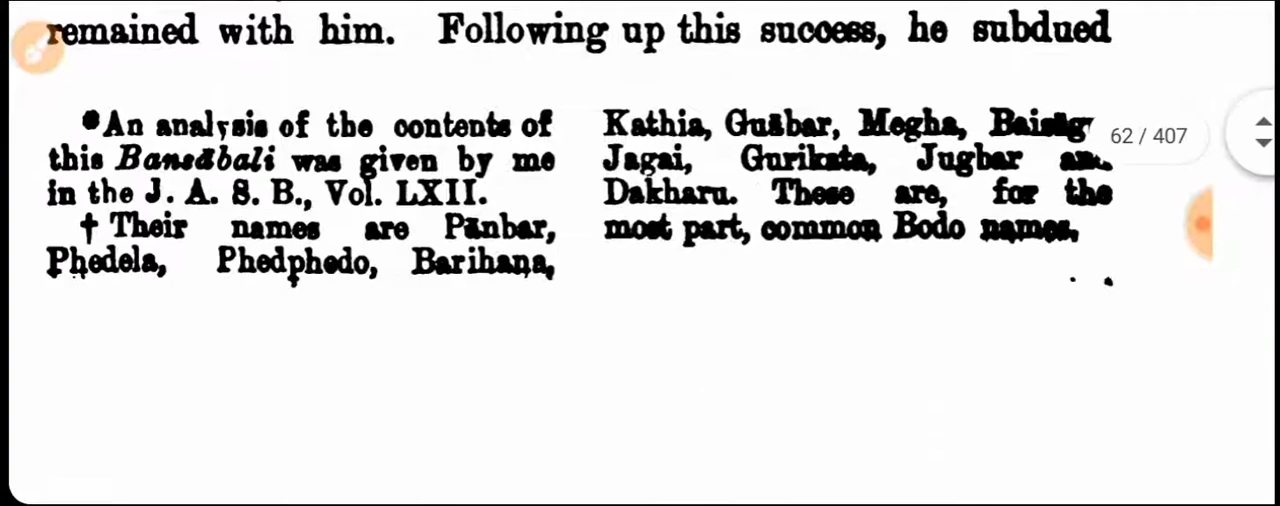 remained with him. Following up this success, he subdued
*An analysis of the contents of
this Bansābali was given by me
in the J. A. S. B., Vol. LXII.
† Their names are Pānbar,
Phedela, Phedphedo, Barihana,
Kathia, Guābar, Megha,
Jagai, Gurikata, Jugbar and
Dakharu. These are, for the
most part, common Bodo names.
62 / 407